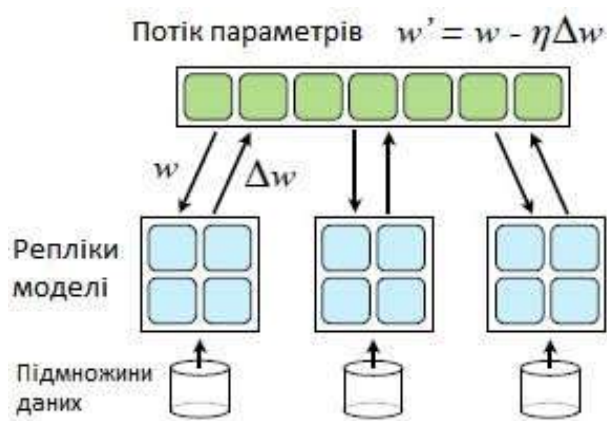 Потік параметрів w' = w - ηΔw
w Δw
Репліки
моделі
Підмножини
даних